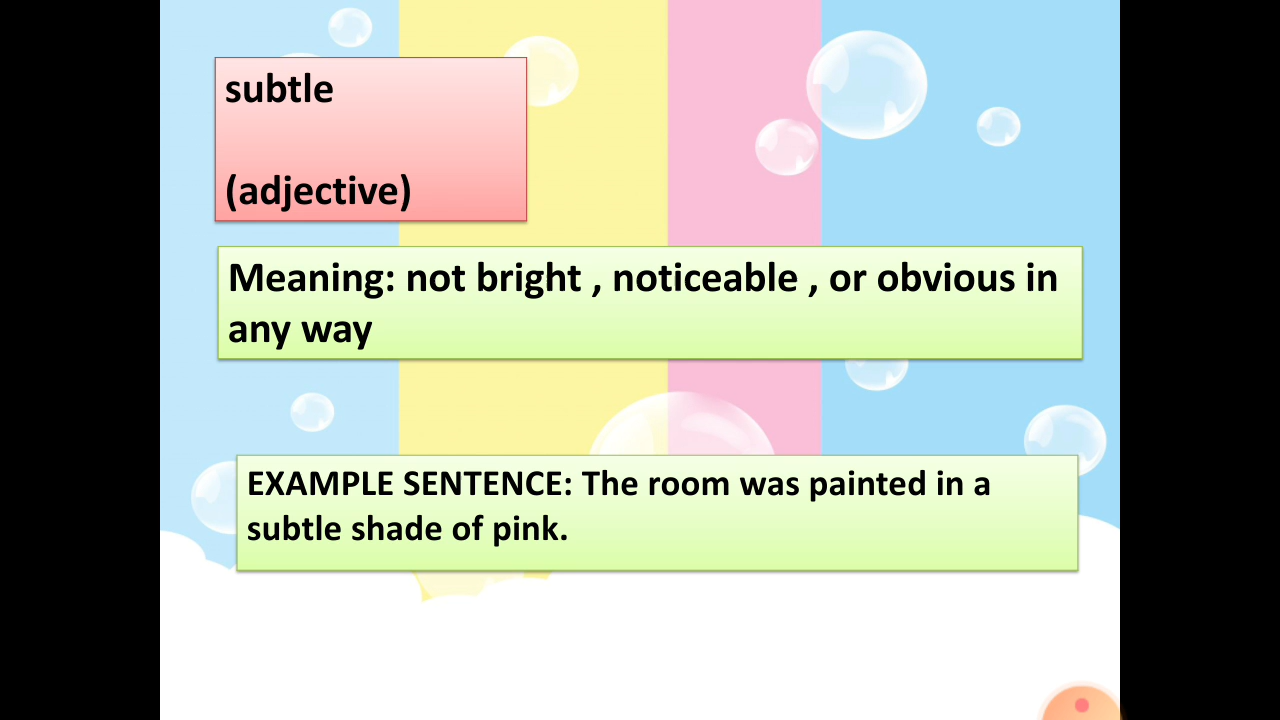 subtle
(adjective)
Meaning: not bright , noticeable , or obvious in
any way
EXAMPLE SENTENCE: The room was painted in a
subtle shade of pink.